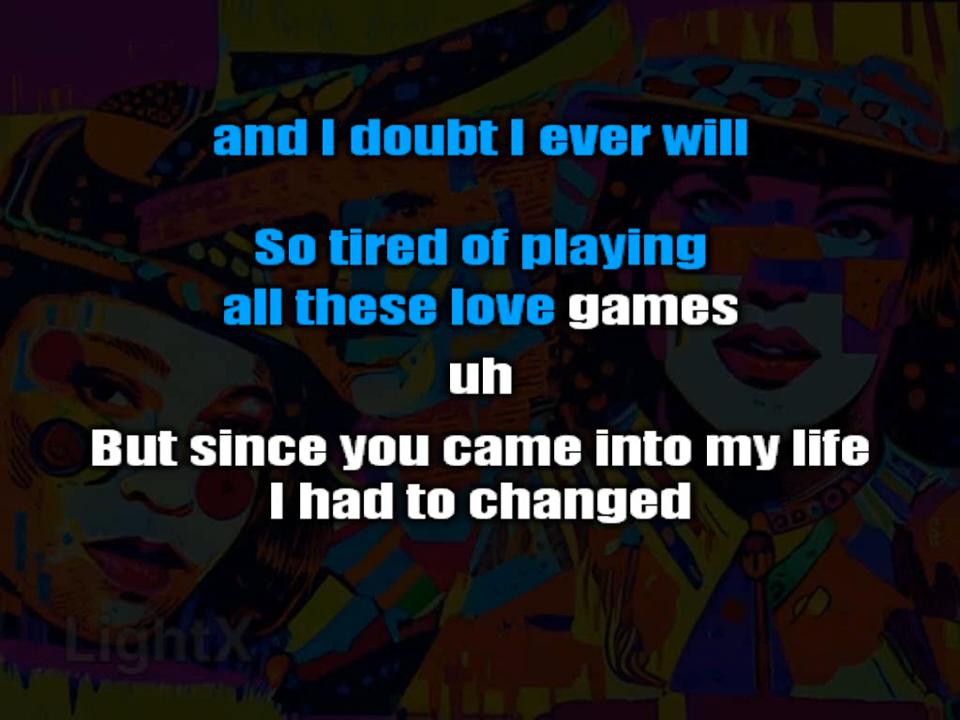 and I doubt I ever will
So tired of playing
all these love games
uh
But since you came into my life
I had to changed
LightX